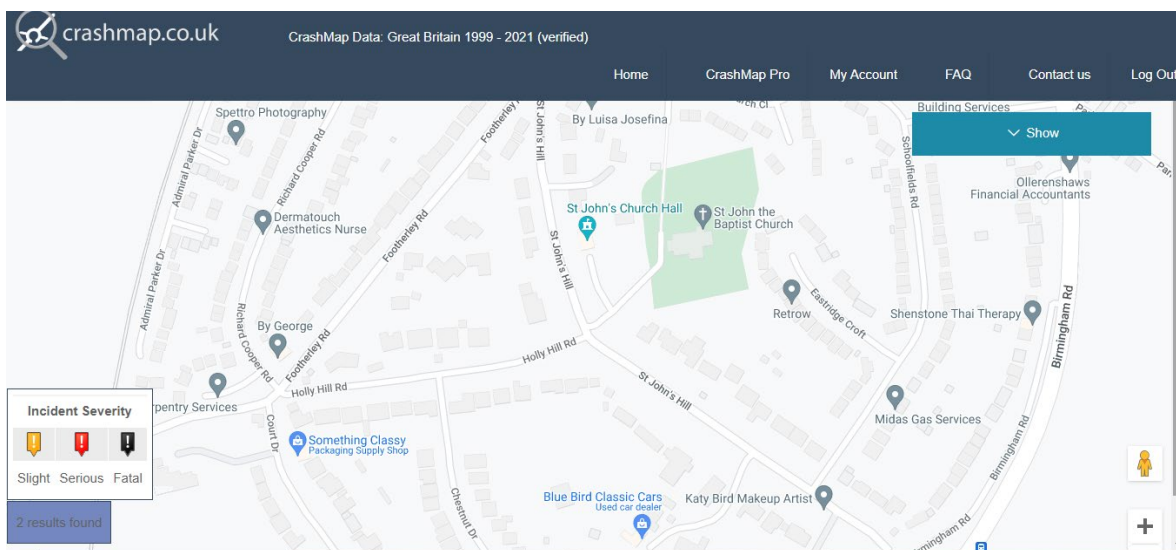 crashmap.co.uk
CrashMap Data: Great Britain 1999 - 2021 (verified)
Home CrashMap Pro My Account FAQ Contact us Log Out
Spettro Photography
By Luisa Josefina
Building Services
Show
Ollerenshaws
Financial Accountants
Admiral Parker Dr
Richard Cooper Rd
Footherley Rd
St John's Hill
Schoolfields Rd
St John's Church Hall
St John the
Baptist Church
Dermatouch
Aesthetics Nurse
Footherley Rd
St John's Hill
Admiral Parker Dr
Richard Cooper Rd
By George
Retrow
Eastridge Croft
Shenstone Thai Therapy
Birmingham Rd
Footherley Rd
Holly Hill Rd
Holly Hill Rd
St John's Hill
Incident Severity
Slight Serious Fatal
2 results found
pentry Services
Court Dr
Something Classy
Packaging Supply Shop
Chestnut Dr
Midas Gas Services
Birmingham Rd
Blue Bird Classic Cars
Used car dealer
Katy Bird Makeup Artist
mingham Rd